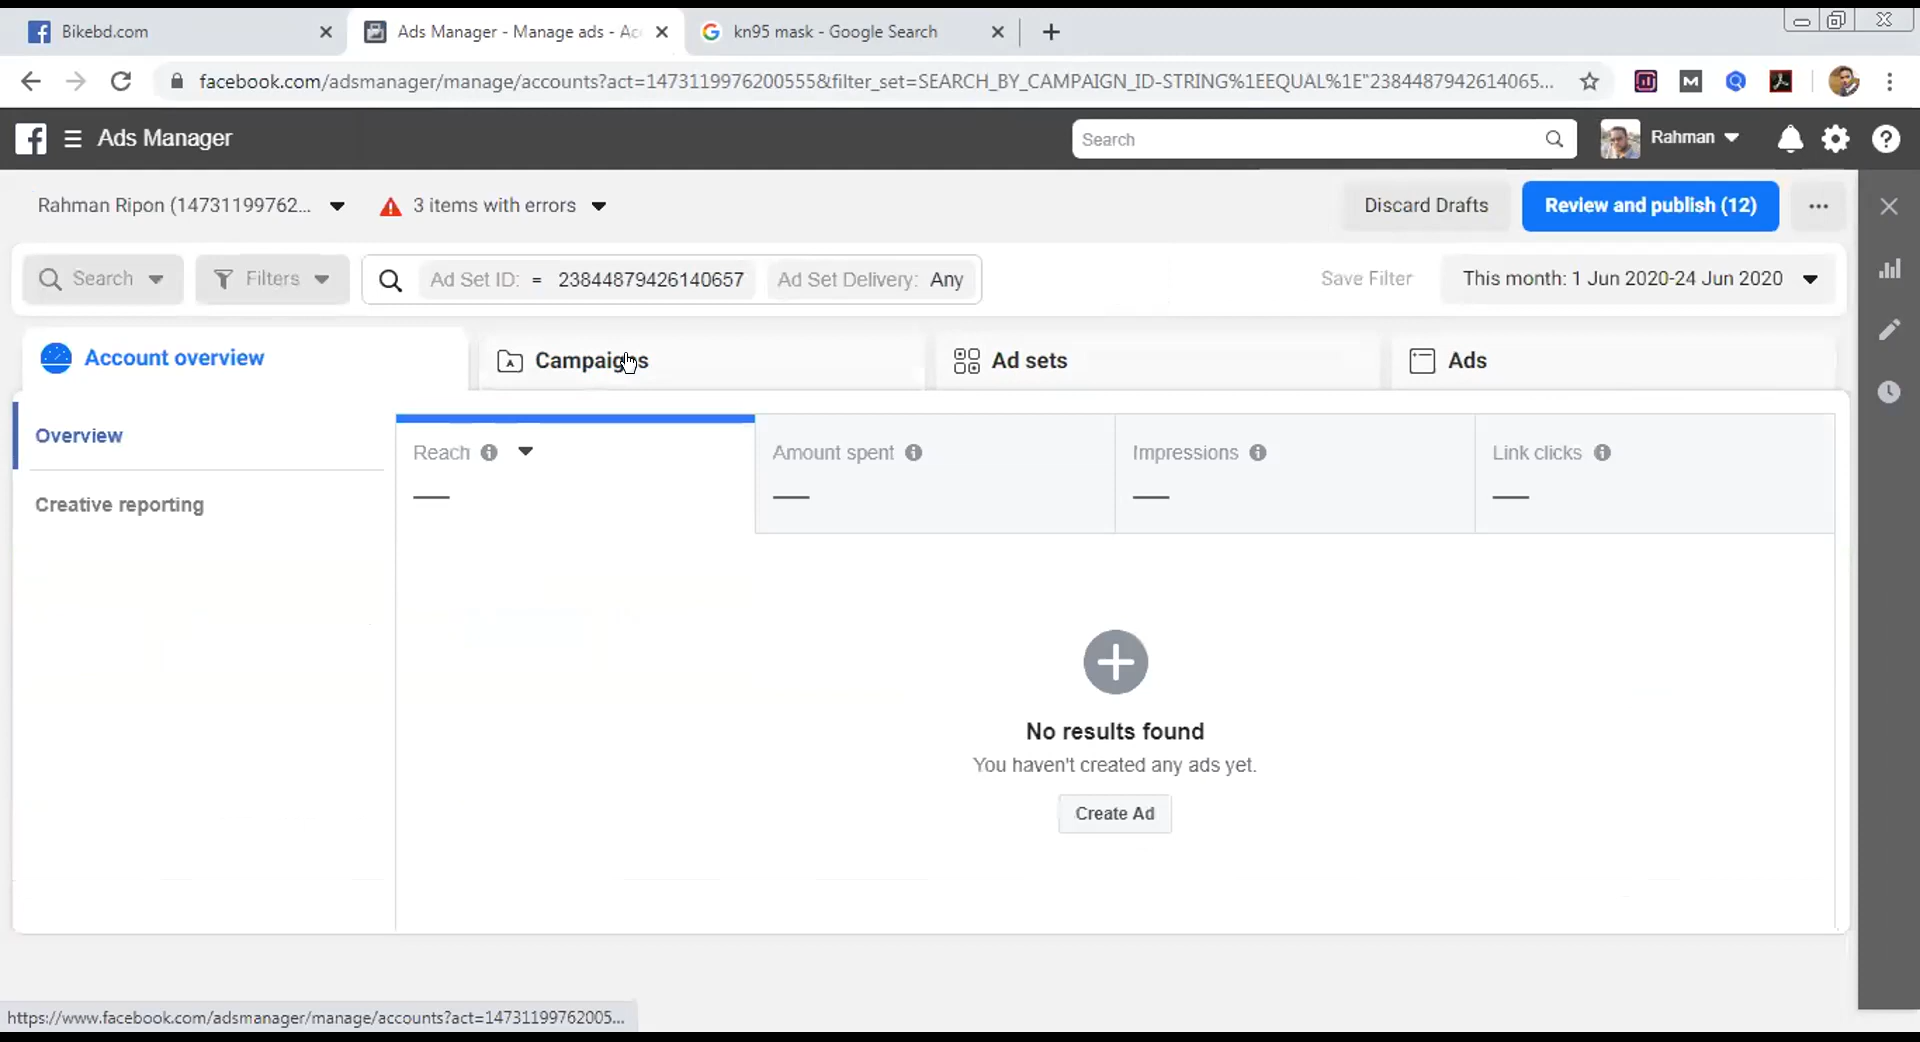 Bikebd.com
Ads Manager - Manage ads - Acc
kn95 mask - Google Search
facebook.com/adsmanager/manage/accounts?act=1473119976200555&filter_set=SEARCH_BY_CAMPAIGN_ID-STRING%1EEQUAL%1E"2384487942614065...
Ads Manager
Search
Rahman
Rahman Ripon (14731199762...
3 items with errors
Discard Drafts
Review and publish (12)
Search
Filters
Ad Set ID: = 23844879426140657
Ad Set Delivery: Any
Save Filter
This month: 1 Jun 2020-24 Jun 2020
Account overview
Campaigns
Ad sets
Ads
Overview
Creative reporting
Reach
Amount spent
Impressions
Link clicks
No results found
You haven't created any ads yet.
Create Ad
https://www.facebook.com/adsmanager/manage/accounts?act=14731199762005...